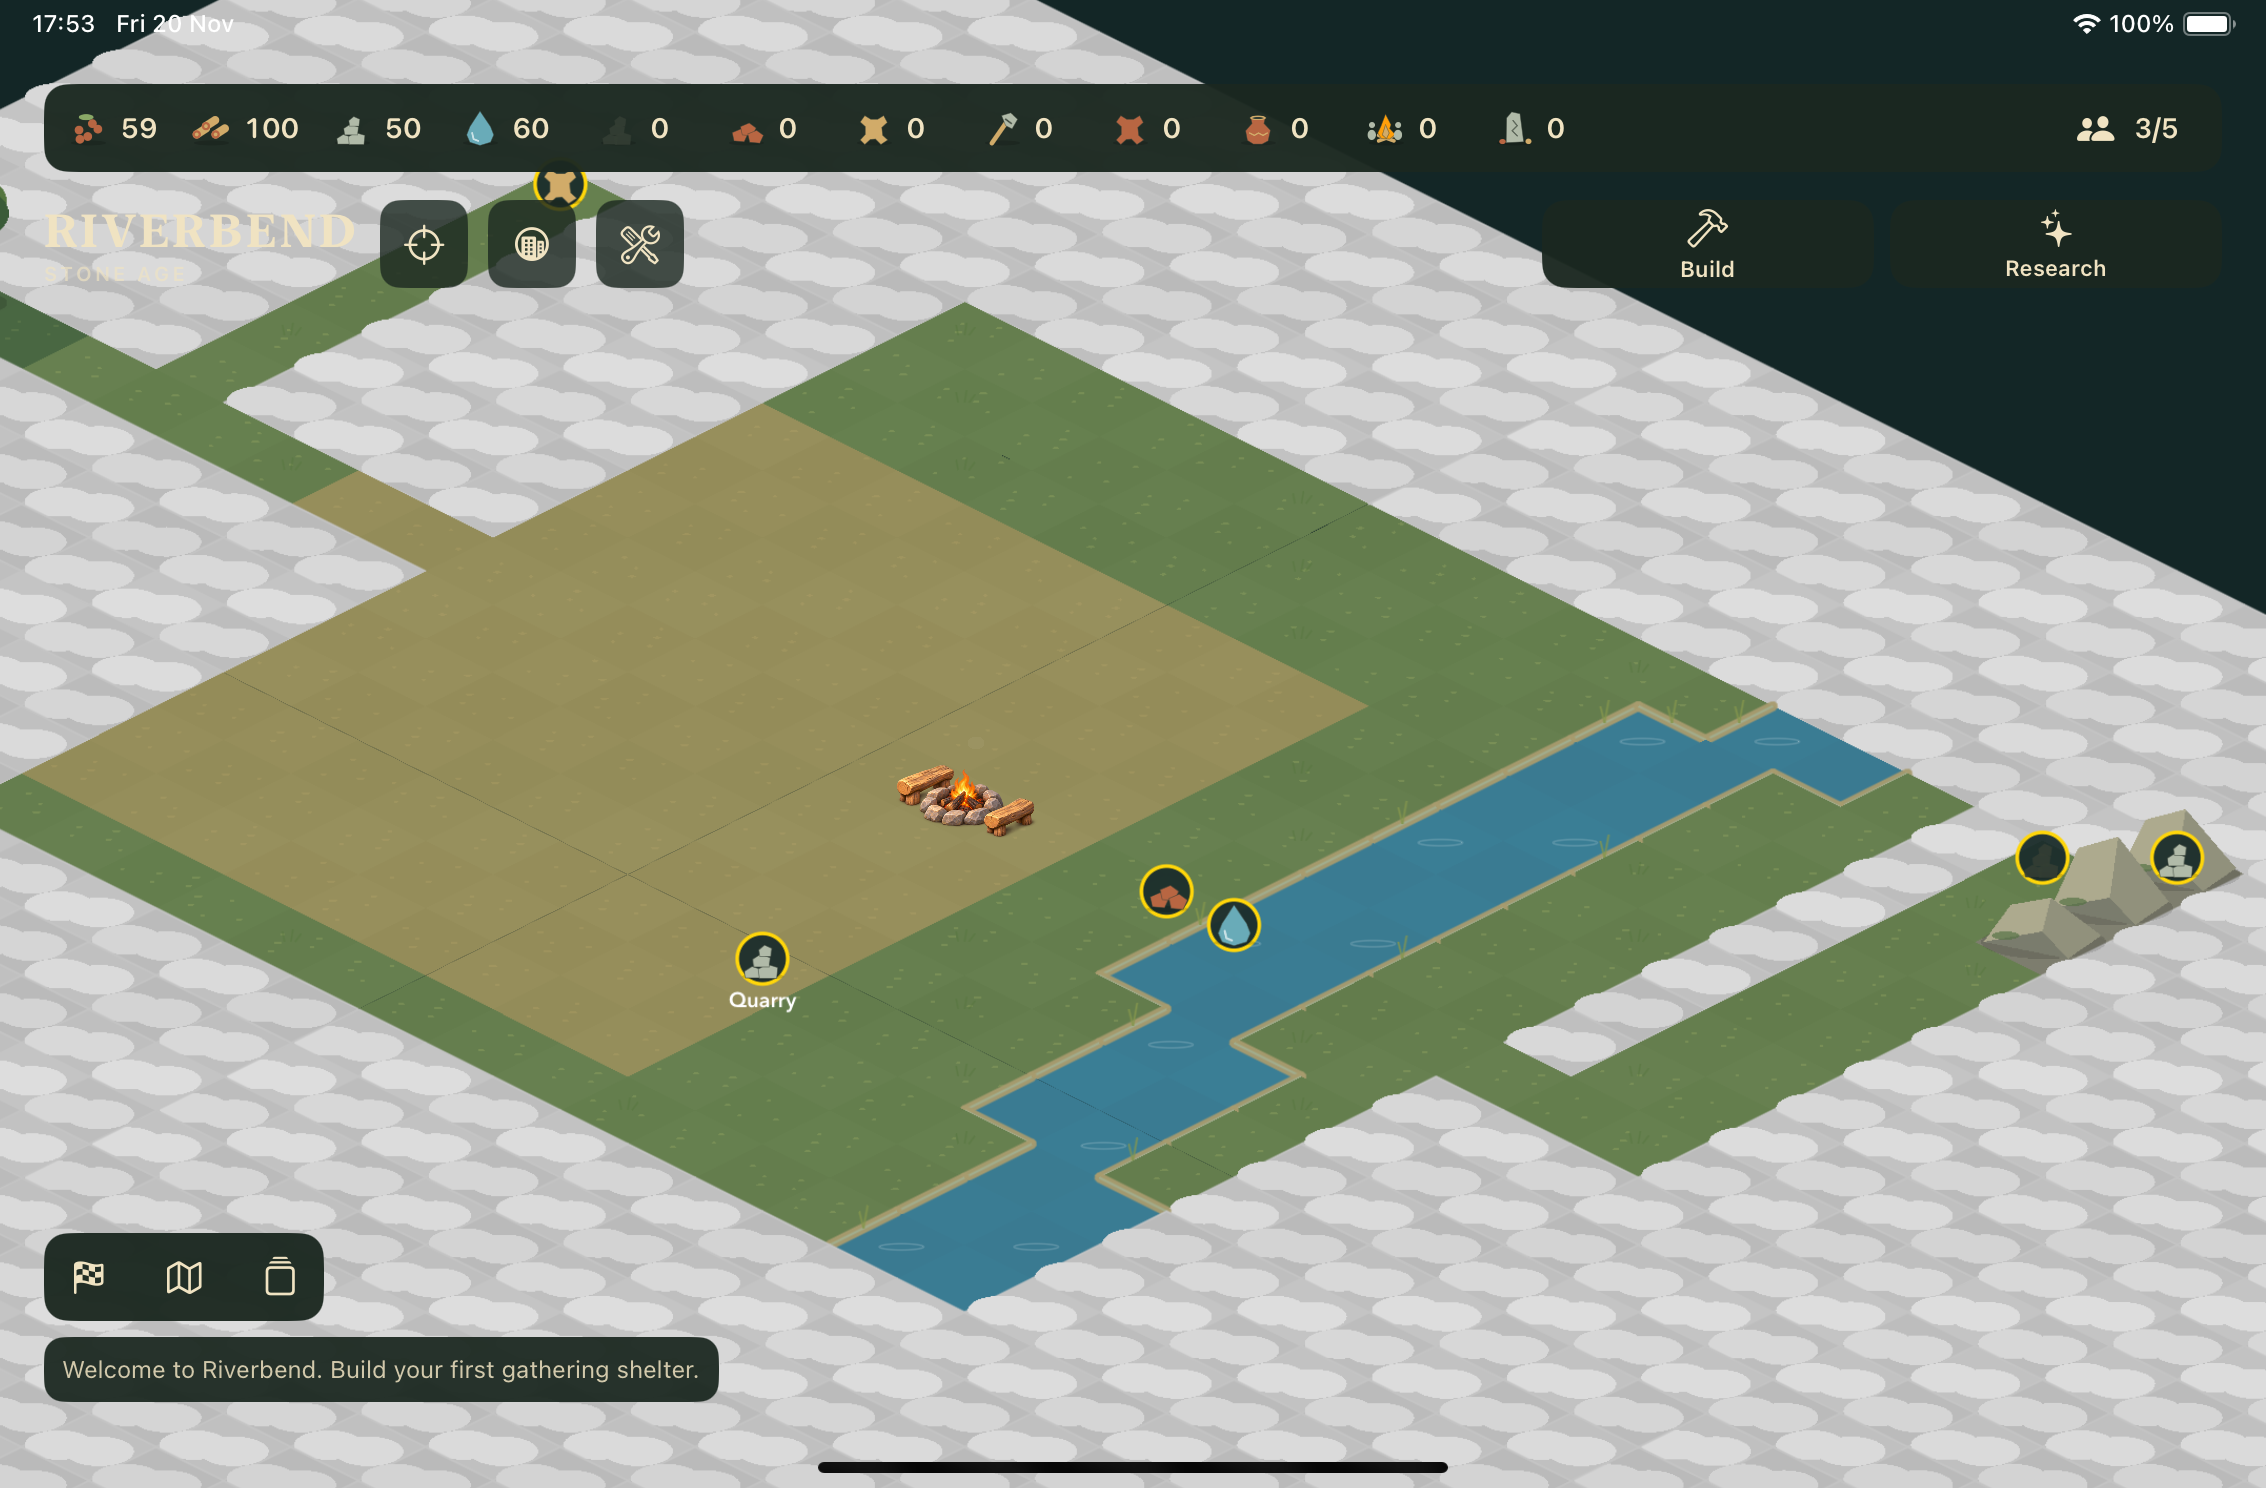 17:53 Fri 20 Nov 100%
59 100 50 60 0 0 0 0 0 0 0 0 3/5
RIVERBEND
STONE AGE
Build Research
Quarry
Welcome to Riverbend. Build your first gathering shelter.